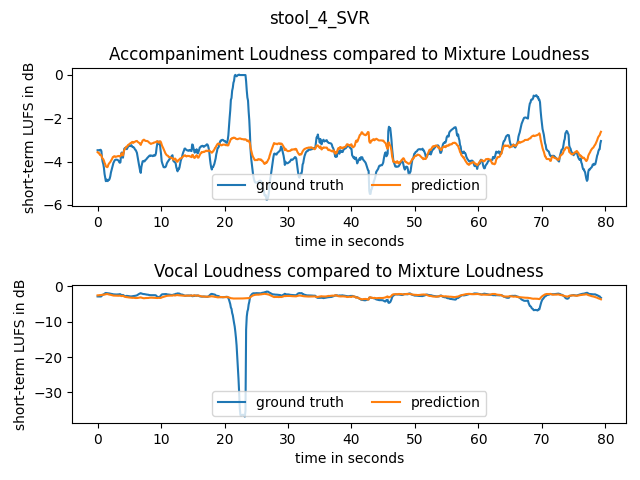 stool_4_SVR
Accompaniment Loudness compared to Mixture Loudness
short-term LUFS in dB
0
−2
−4
−6
ground truth
prediction
0 10 20 30 40 50 60 70 80
time in seconds
Vocal Loudness compared to Mixture Loudness
short-term LUFS in dB
0
−10
−20
−30
ground truth
prediction
0 10 20 30 40 50 60 70 80
time in seconds